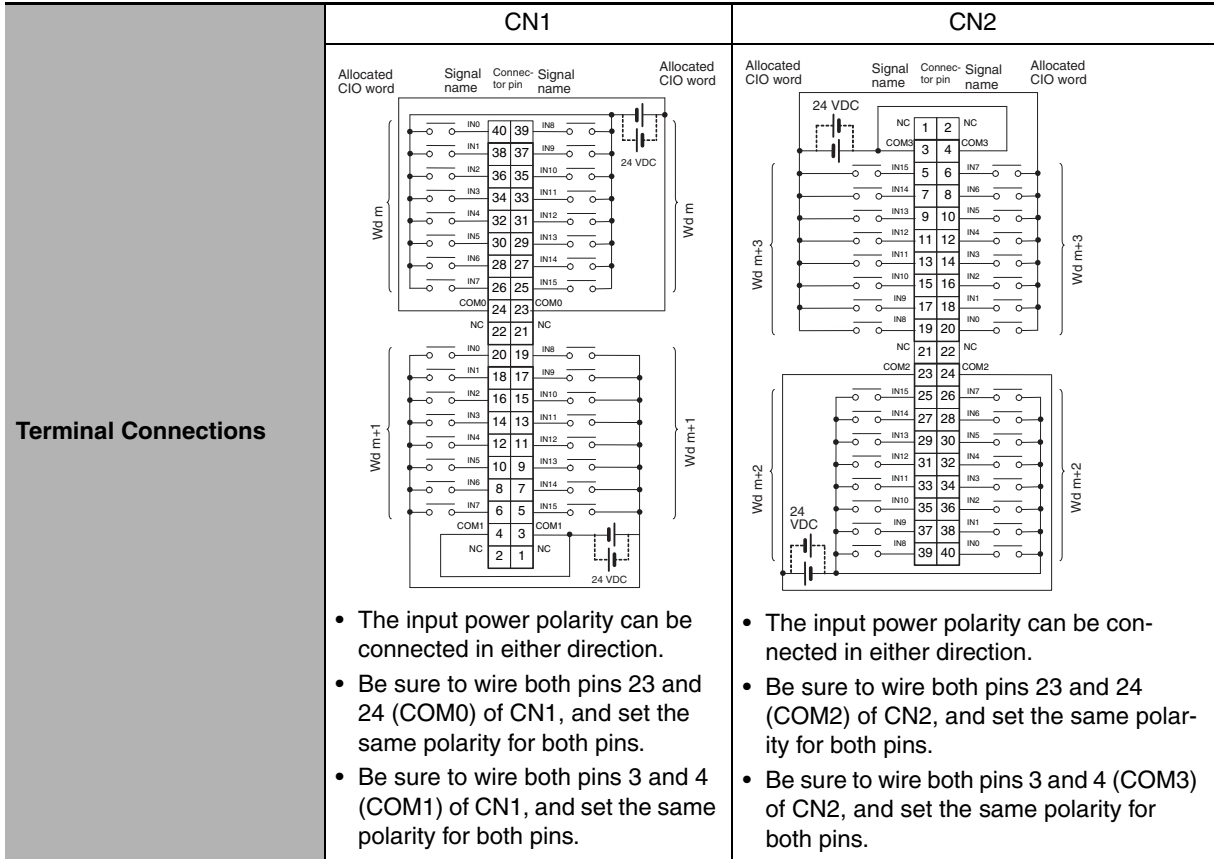 Terminal Connections
CN1
Allocated CIO word
Signal name
Connec-tor pin
Signal name
Allocated CIO word
24 VDC
Wd m
Wd m
IN0 40 39 IN8
IN1 38 37 IN9
IN2 36 35 IN10
IN3 34 33 IN11
IN4 32 31 IN12
IN5 30 29 IN13
IN6 28 27 IN14
IN7 26 25 IN15
COM0 24 23 COM0
NC 22 21 NC
Wd m+1
Wd m+1
IN0 20 19 IN8
IN1 18 17 IN9
IN2 16 15 IN10
IN3 14 13 IN11
IN4 12 11 IN12
IN5 10 9 IN13
IN6 8 7 IN14
IN7 6 5 IN15
COM1 4 3 COM1
NC 2 1 NC
24 VDC
• The input power polarity can be
connected in either direction.
• Be sure to wire both pins 23 and
24 (COM0) of CN1, and set the
same polarity for both pins.
• Be sure to wire both pins 3 and 4
(COM1) of CN1, and set the same
polarity for both pins.
CN2
Allocated CIO word
Signal name
Connec-tor pin
Signal name
Allocated CIO word
24 VDC
NC 1 2 NC
COM3 3 4 COM3
Wd m+3
Wd m+3
IN15 5 6 IN7
IN14 7 8 IN6
IN13 9 10 IN5
IN12 11 12 IN4
IN11 13 14 IN3
IN10 15 16 IN2
IN9 17 18 IN1
IN8 19 20 IN0
NC 21 22 NC
COM2 23 24 COM2
Wd m+2
Wd m+2
IN15 25 26 IN7
IN14 27 28 IN6
IN13 29 30 IN5
IN12 31 32 IN4
IN11 33 34 IN3
IN10 35 36 IN2
IN9 37 38 IN1
IN8 39 40 IN0
24 VDC
• The input power polarity can be con-
nected in either direction.
• Be sure to wire both pins 23 and 24
(COM2) of CN2, and set the same polar-
ity for both pins.
• Be sure to wire both pins 3 and 4 (COM3)
of CN2, and set the same polarity for
both pins.